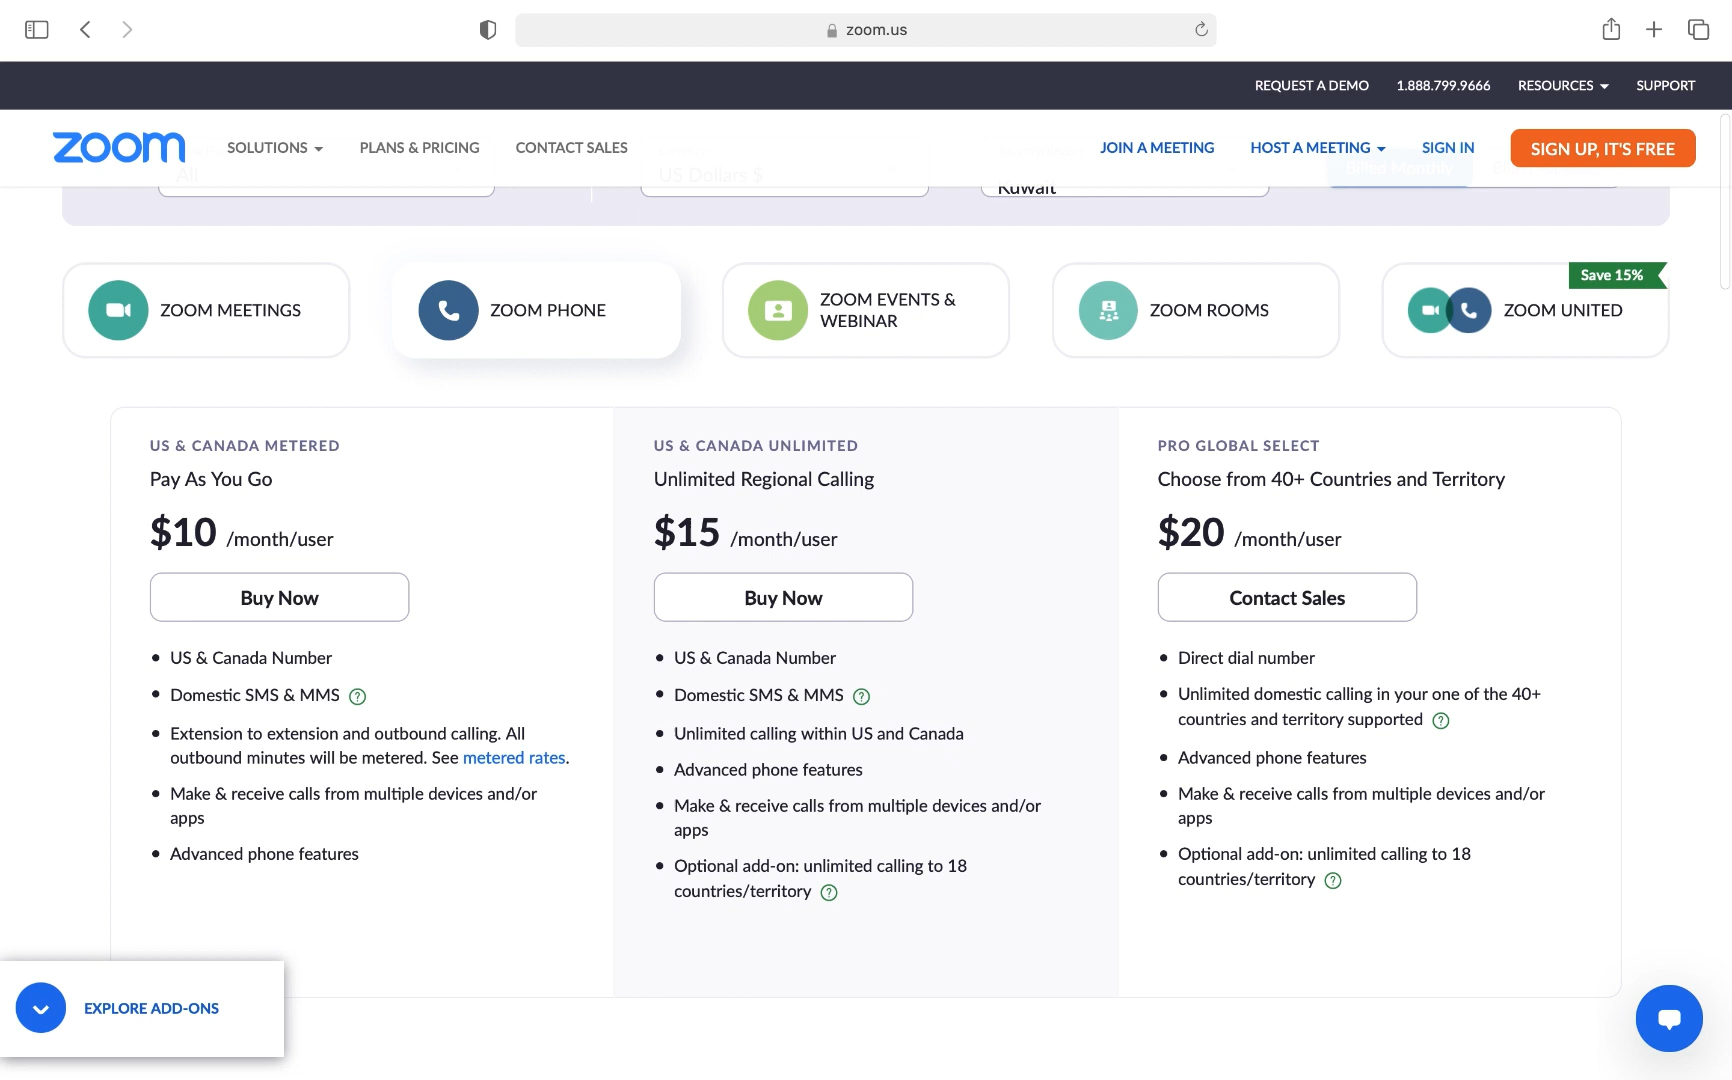 zoom.us
REQUEST A DEMO 1.888.799.9666 RESOURCES SUPPORT
zoom SOLUTIONS PLANS & PRICING CONTACT SALES JOIN A MEETING HOST A MEETING SIGN IN SIGN UP, IT'S FREE
All US Dollars $ Kuwait Billed Monthly
Save 15%
ZOOM MEETINGS
ZOOM PHONE
ZOOM EVENTS &
WEBINAR
ZOOM ROOMS
ZOOM UNITED
US & CANADA METERED
Pay As You Go
$10 /month/user
Buy Now
US & Canada Number
Domestic SMS & MMS
Extension to extension and outbound calling. All
outbound minutes will be metered. See metered rates.
Make & receive calls from multiple devices and/or
apps
Advanced phone features
US & CANADA UNLIMITED
Unlimited Regional Calling
$15 /month/user
Buy Now
US & Canada Number
Domestic SMS & MMS
Unlimited calling within US and Canada
Advanced phone features
Make & receive calls from multiple devices and/or
apps
Optional add-on: unlimited calling to 18
countries/territory
PRO GLOBAL SELECT
Choose from 40+ Countries and Territory
$20 /month/user
Contact Sales
Direct dial number
Unlimited domestic calling in your one of the 40+
countries and territory supported
Advanced phone features
Make & receive calls from multiple devices and/or
apps
Optional add-on: unlimited calling to 18
countries/territory
EXPLORE ADD-ONS